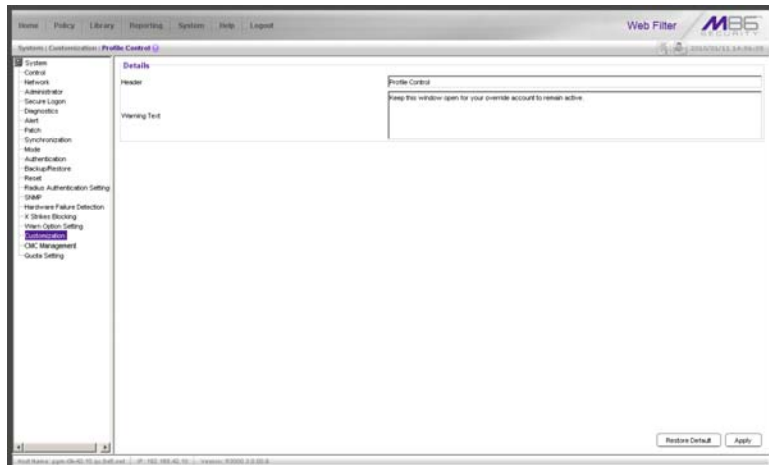 Home Policy Library Reporting System Help Logout
Web Filter M86 SECURITY
System : Customization : Profile Control
System
Control
Network
Administrator
Secure Logon
Diagnostics
Alert
Patch
Synchronization
Mode
Authentication
Backup/Restore
Reset
Radius Authentication Setting
SNMP
Hardware Failure Detection
X Strikes Blocking
Warn Option Setting
Customization
CMC Management
Quota Setting
Details
Header
Profile Control
Warning Text
Keep this window open for your override account to remain active.
Restore Default Apply